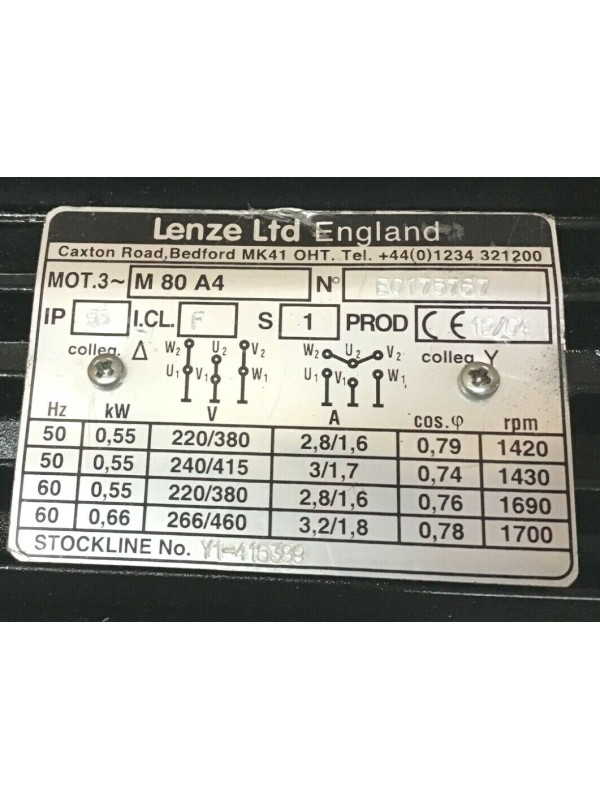 Lenze Ltd England
Caxton Road,Bedford MK41 OHT. Tel. +44(0)1234 321200
MOT.3~ M 80 A4 N°
IP 55 I.CL. F S 1 PROD CE 12/04
colleg. Δ W2 U2 V2 W2 U2 V2 colleg Y
U1 V1 W1 U1 V1 W1
Hz kW V A cos.φ rpm
50 0,55 220/380 2,8/1,6 0,79 1420
50 0,55 240/415 3/1,7 0,74 1430
60 0,55 220/380 2,8/1,6 0,76 1690
60 0,66 266/460 3,2/1,8 0,78 1700
STOCKLINE No.